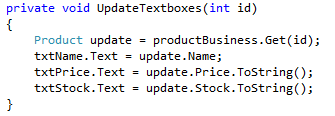 private void UpdateTextboxes(int id)
{
    Product update = productBusiness.Get(id);
    txtName.Text = update.Name;
    txtPrice.Text = update.Price.ToString();
    txtStock.Text = update.Stock.ToString();
}